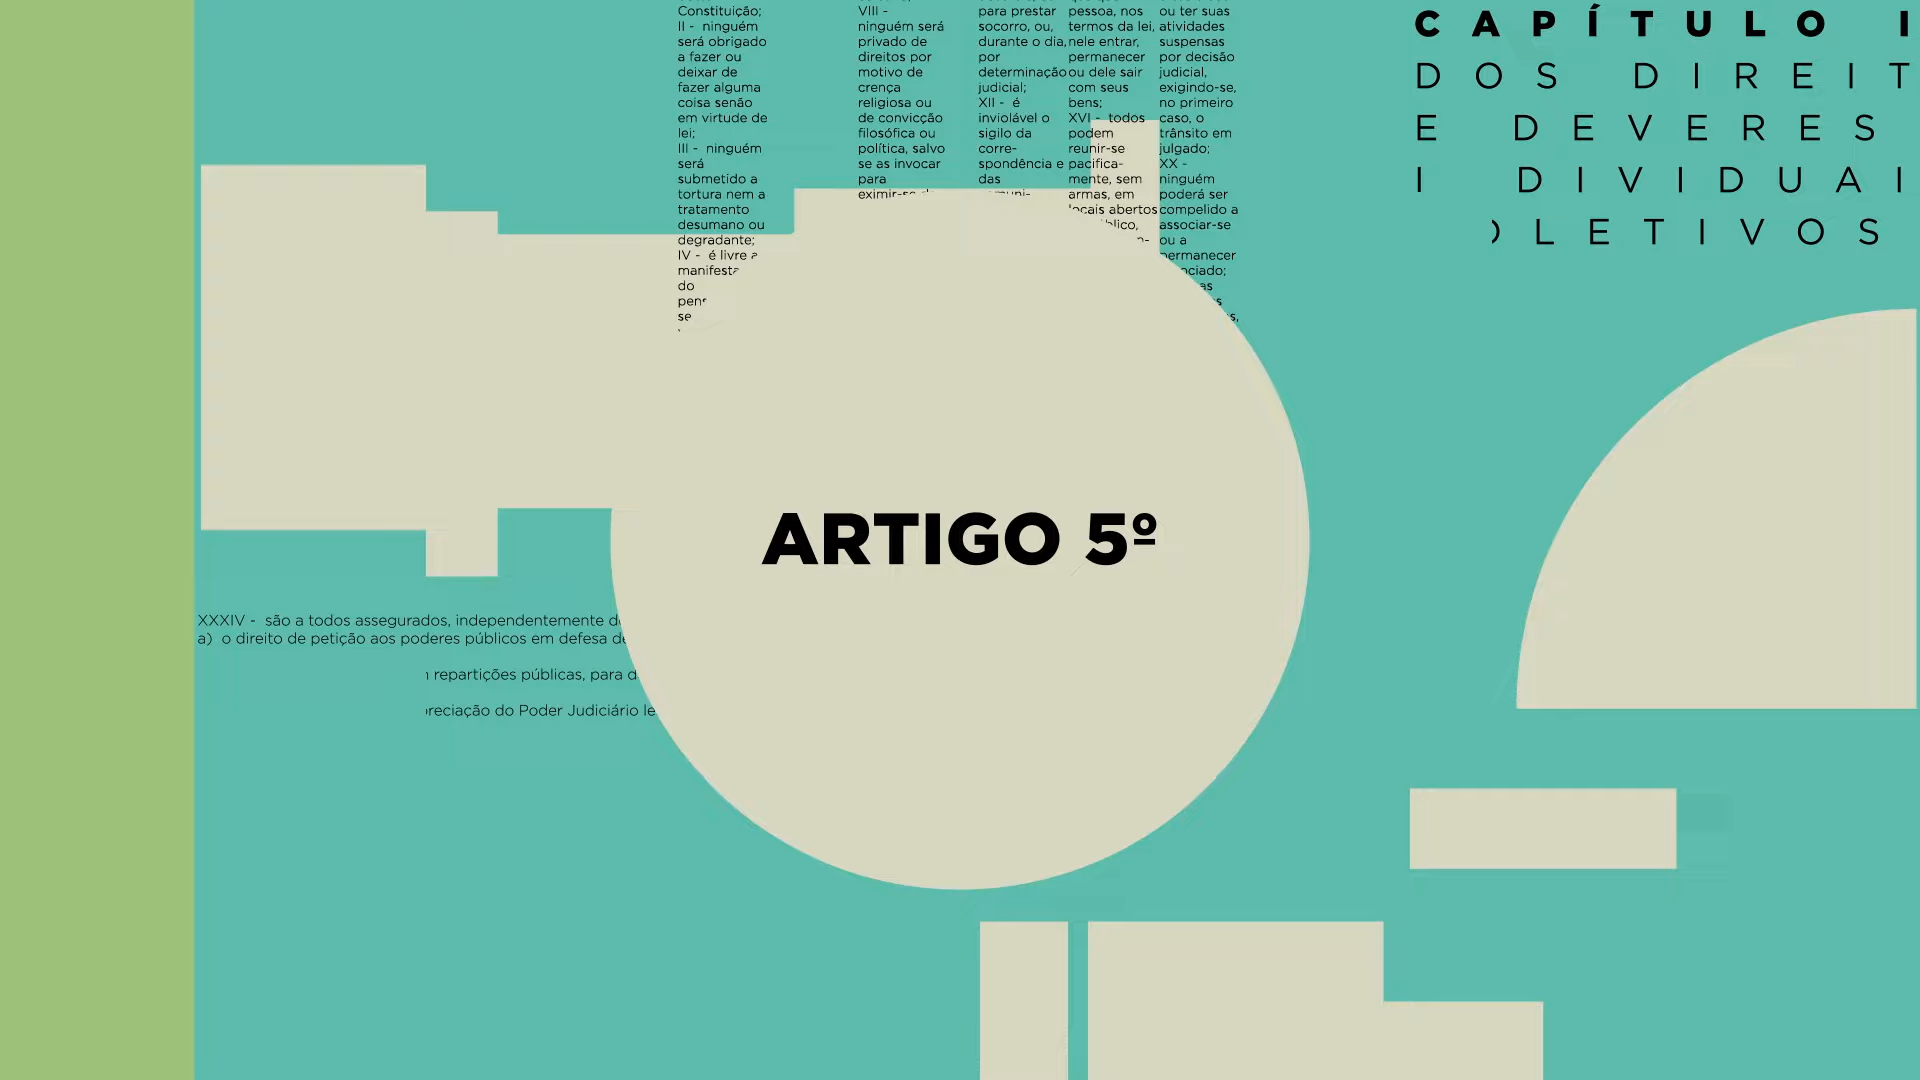 Constituição;
II - ninguém
será obrigado
a fazer ou
deixar de
fazer alguma
coisa senão
em virtude de
lei;
III - ninguém
será
submetido a
tortura nem a
tratamento
desumano ou
degradante;
IV - é livre
do
VIII -
ninguém será
privado de
direitos por
motivo de
crença
religiosa ou
de convicção
filosófica ou
política, salvo
se as invocar
para
para prestar
socorro, ou,
durante o dia,
por
determinação
judicial;
XII - é
inviolável o
sigilo da
corre-
spondência e
das
pessoa, nos
termos da lei,
nele entrar,
permanecer
ou dele sair
com seus
bens;
XVI - todos
podem
reunir-se
pacifica-
mente, sem
armas, em
locais abertos
ou ter suas
atividades
suspensas
por decisão
judicial,
exigindo-se,
no primeiro
caso, o
trânsito em
julgado;
XX -
ninguém
poderá ser
compelido a
associar-se
ou a
permanecer
CAPÍTULO I
DOS DIREIT
E DEVERES
I DIVIDUAI
LETIVOS
ARTIGO 5º
XXXIV - são a todos assegurados, independentemente
a) o direito de petição aos poderes públicos em defesa
repartições públicas, para
do Poder Judiciário